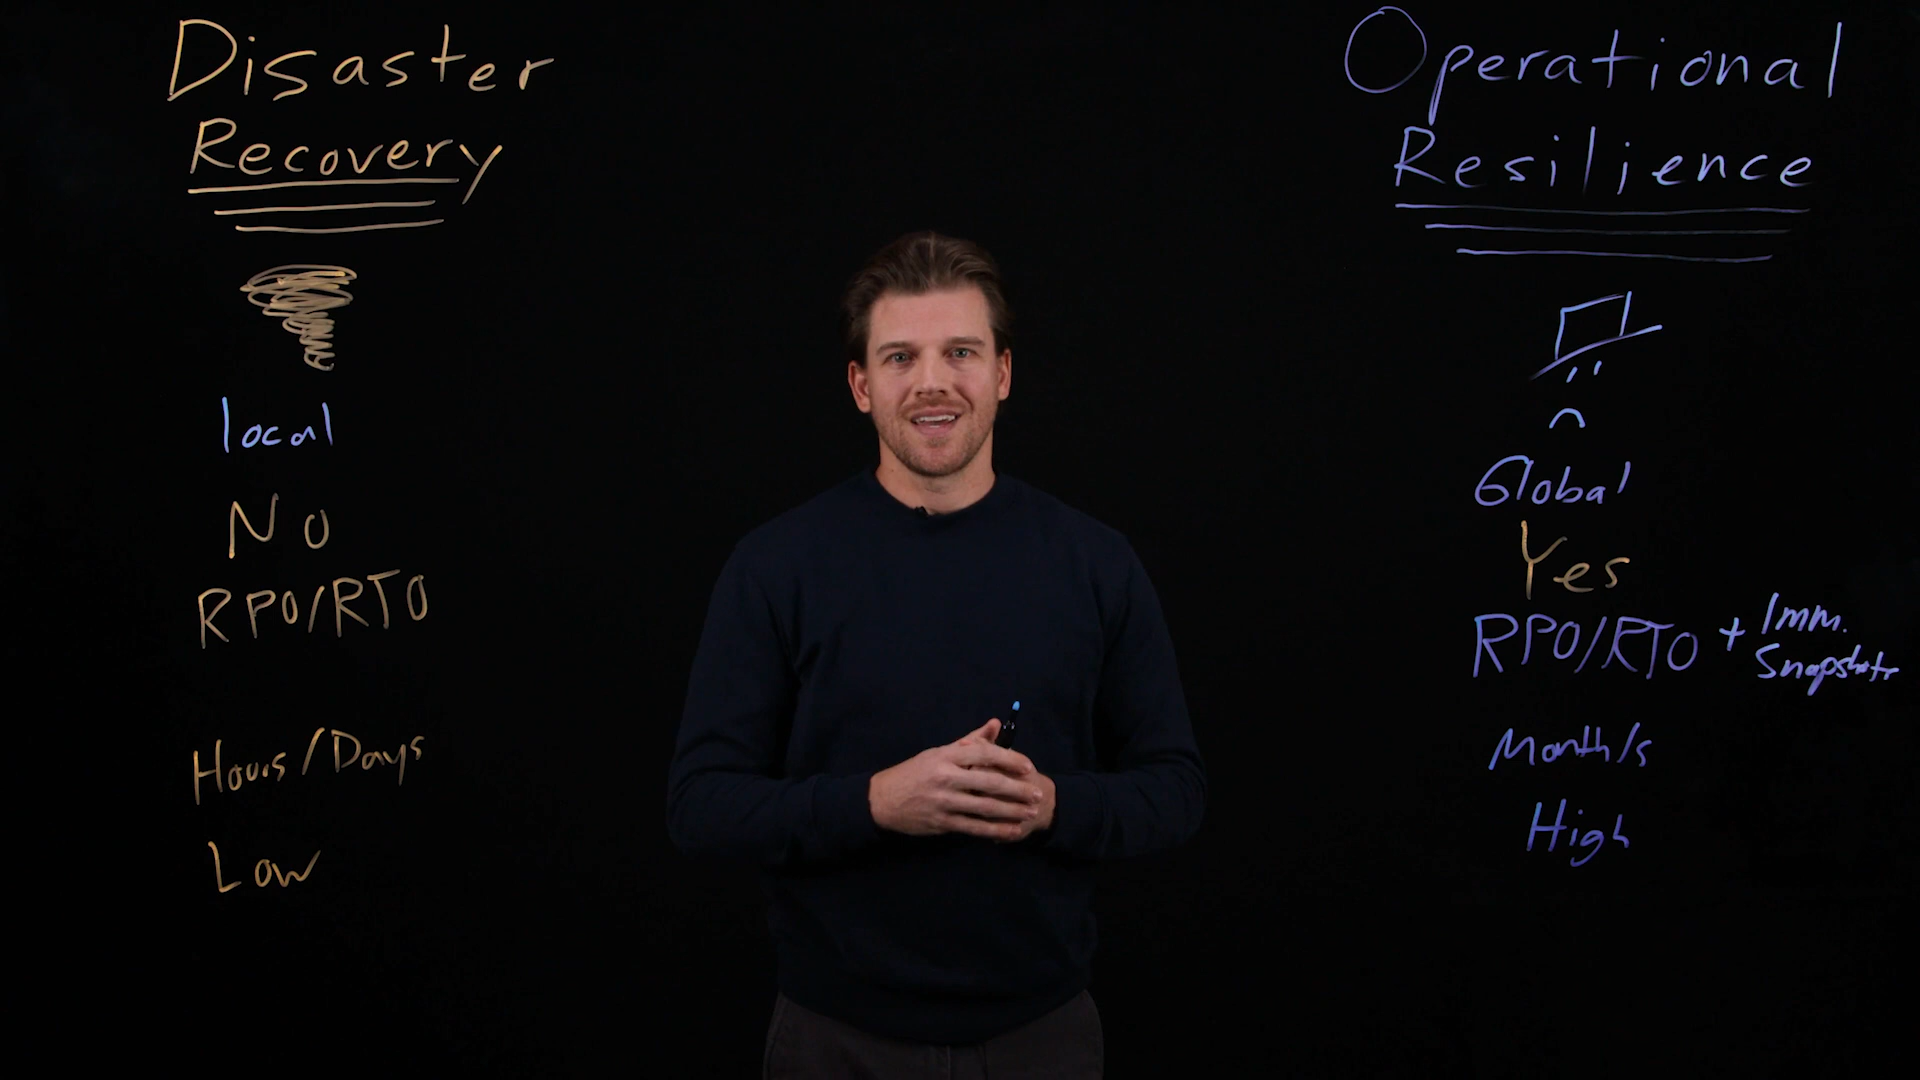 Disaster
Recovery
local
No
RPO/RTO
Hours/Days
Low
Operational
Resilience
Global
Yes
RPO/RTO + Imm.
Snapshots
Month/s
High